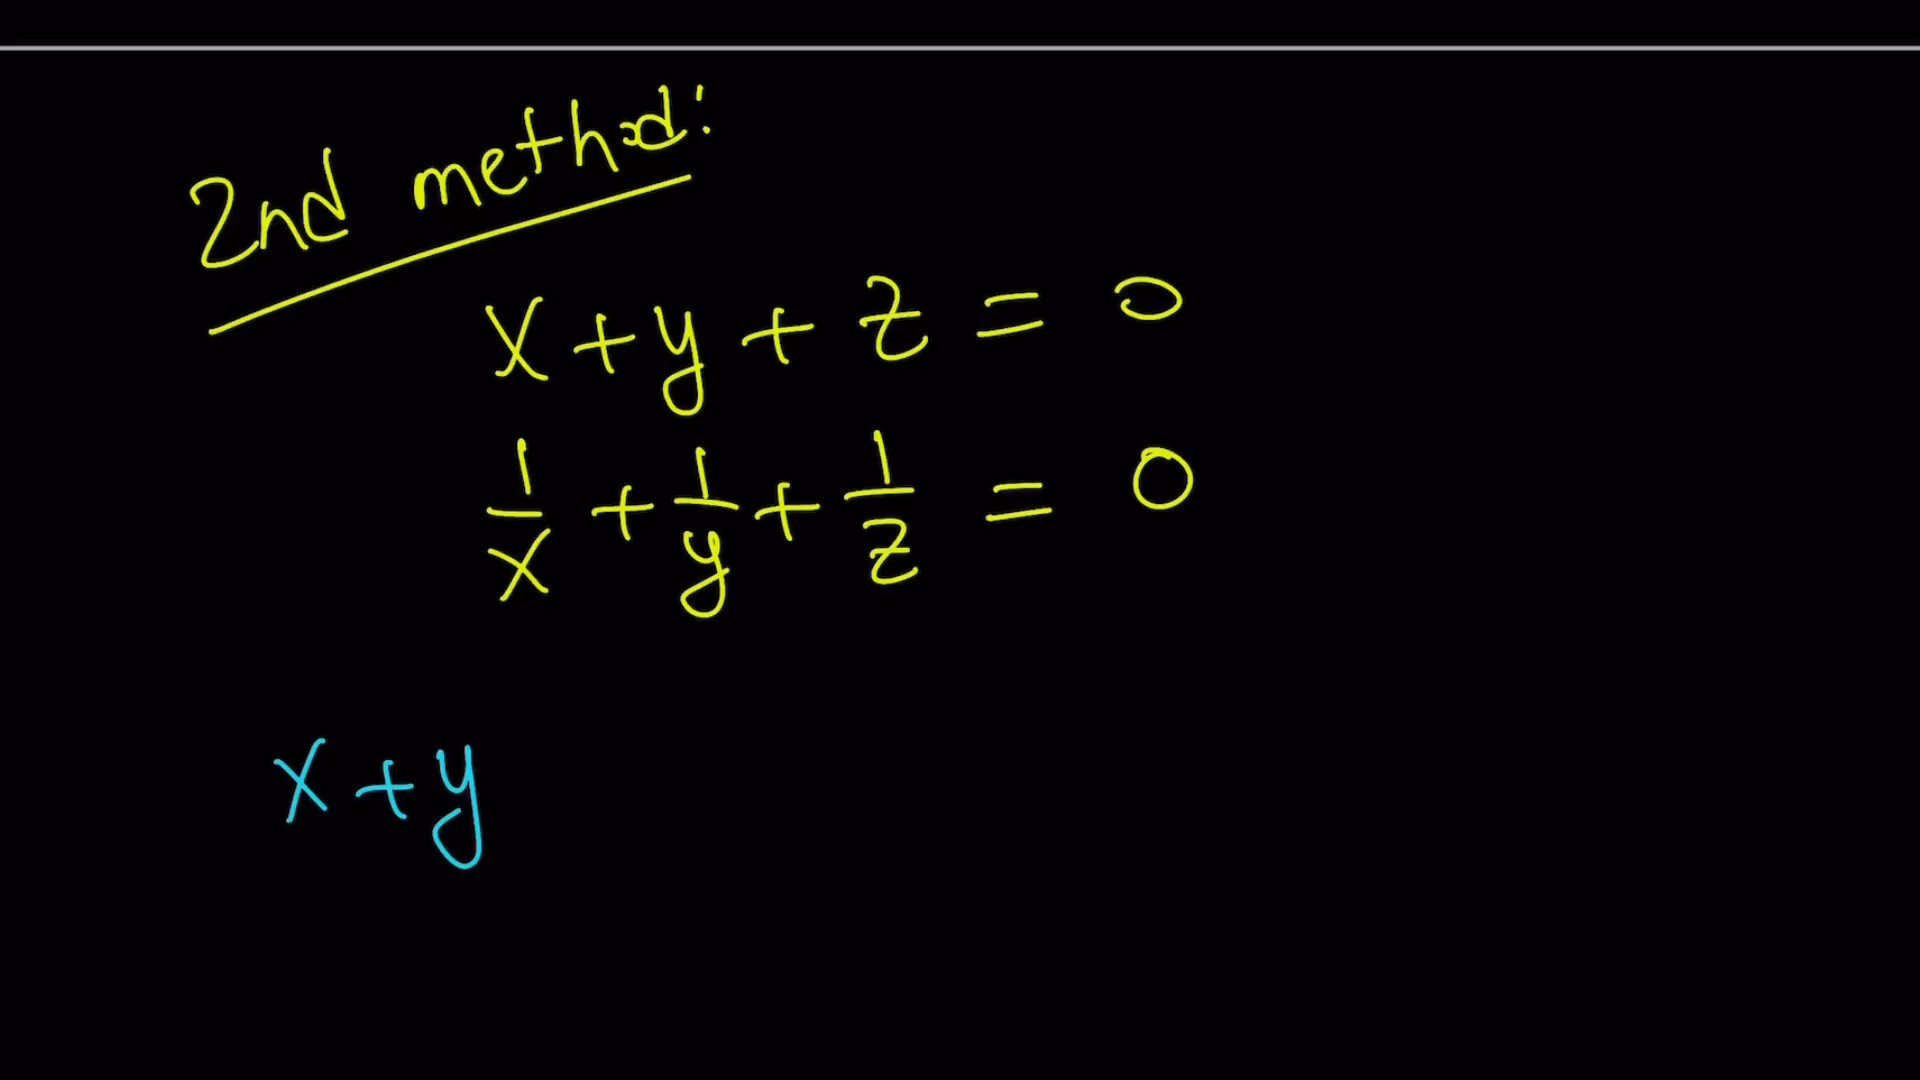 2nd method:
x + y + z = 0
1/x + 1/y + 1/z = 0
x + y